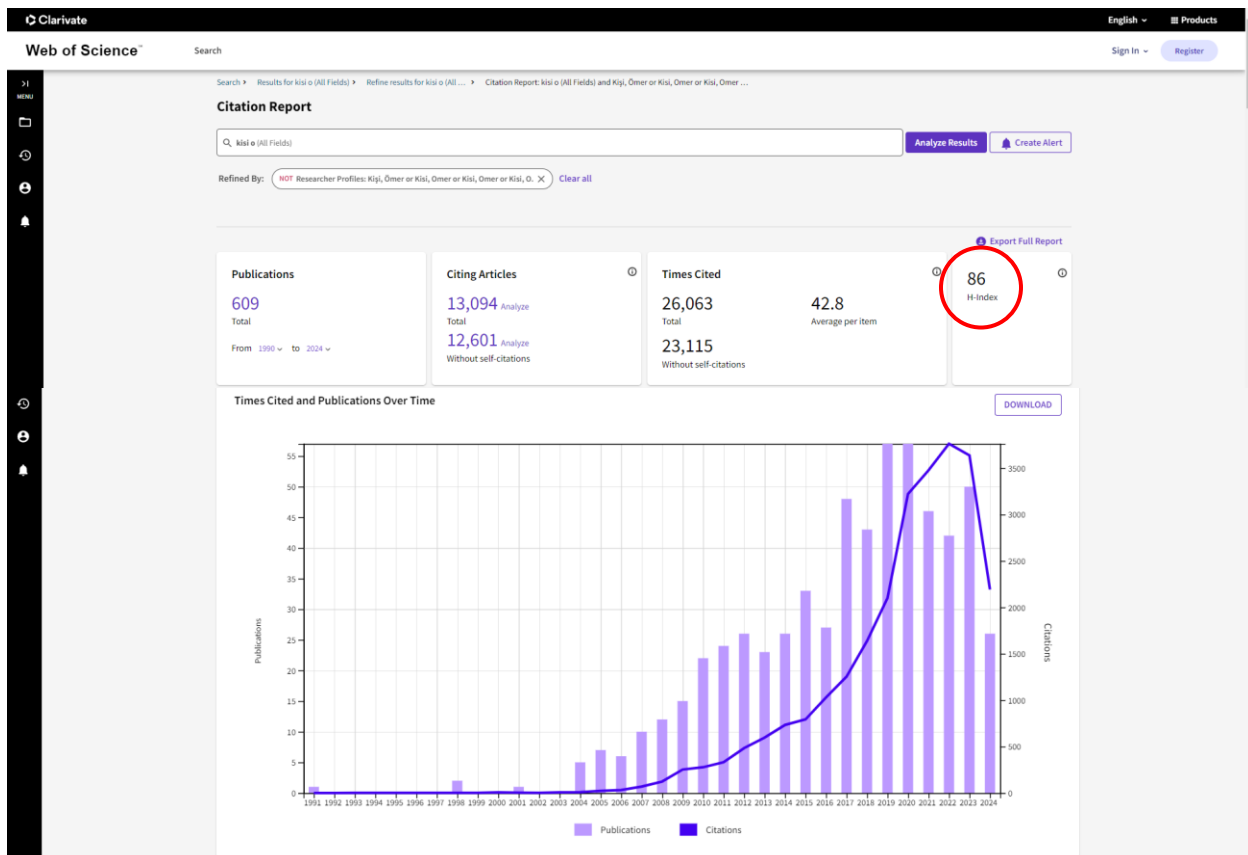 Clarivate
English
Products
Web of Science™
Search
Sign In
Register
MENU
Search > Results for kisi o (All Fields) > Refine results for kisi o (All ... > Citation Report: kisi o (All Fields) and Kişi, Ömer or Kisi, Omer or Kisi, Omer ...
Citation Report
kisi o (All Fields)
Analyze Results
Create Alert
Refined By:
NOT Researcher Profiles: Kişi, Ömer or Kisi, Omer or Kisi, Omer or Kisi, O.
Clear all
Export Full Report
Publications
609
Total
From 1990 to 2024
Citing Articles
13,094 Analyze
Total
12,601 Analyze
Without self-citations
Times Cited
26,063
Total
42.8
Average per item
23,115
Without self-citations
86
H-Index
Times Cited and Publications Over Time
DOWNLOAD
Publications
55
50
45
40
35
30
25
20
15
10
5
0
3500
3000
2500
2000
1500
1000
500
0
Citations
1991 1992 1993 1994 1995 1996 1997 1998 1999 2000 2001 2002 2003 2004 2005 2006 2007 2008 2009 2010 2011 2012 2013 2014 2015 2016 2017 2018 2019 2020 2021 2022 2023 2024
Publications
Citations